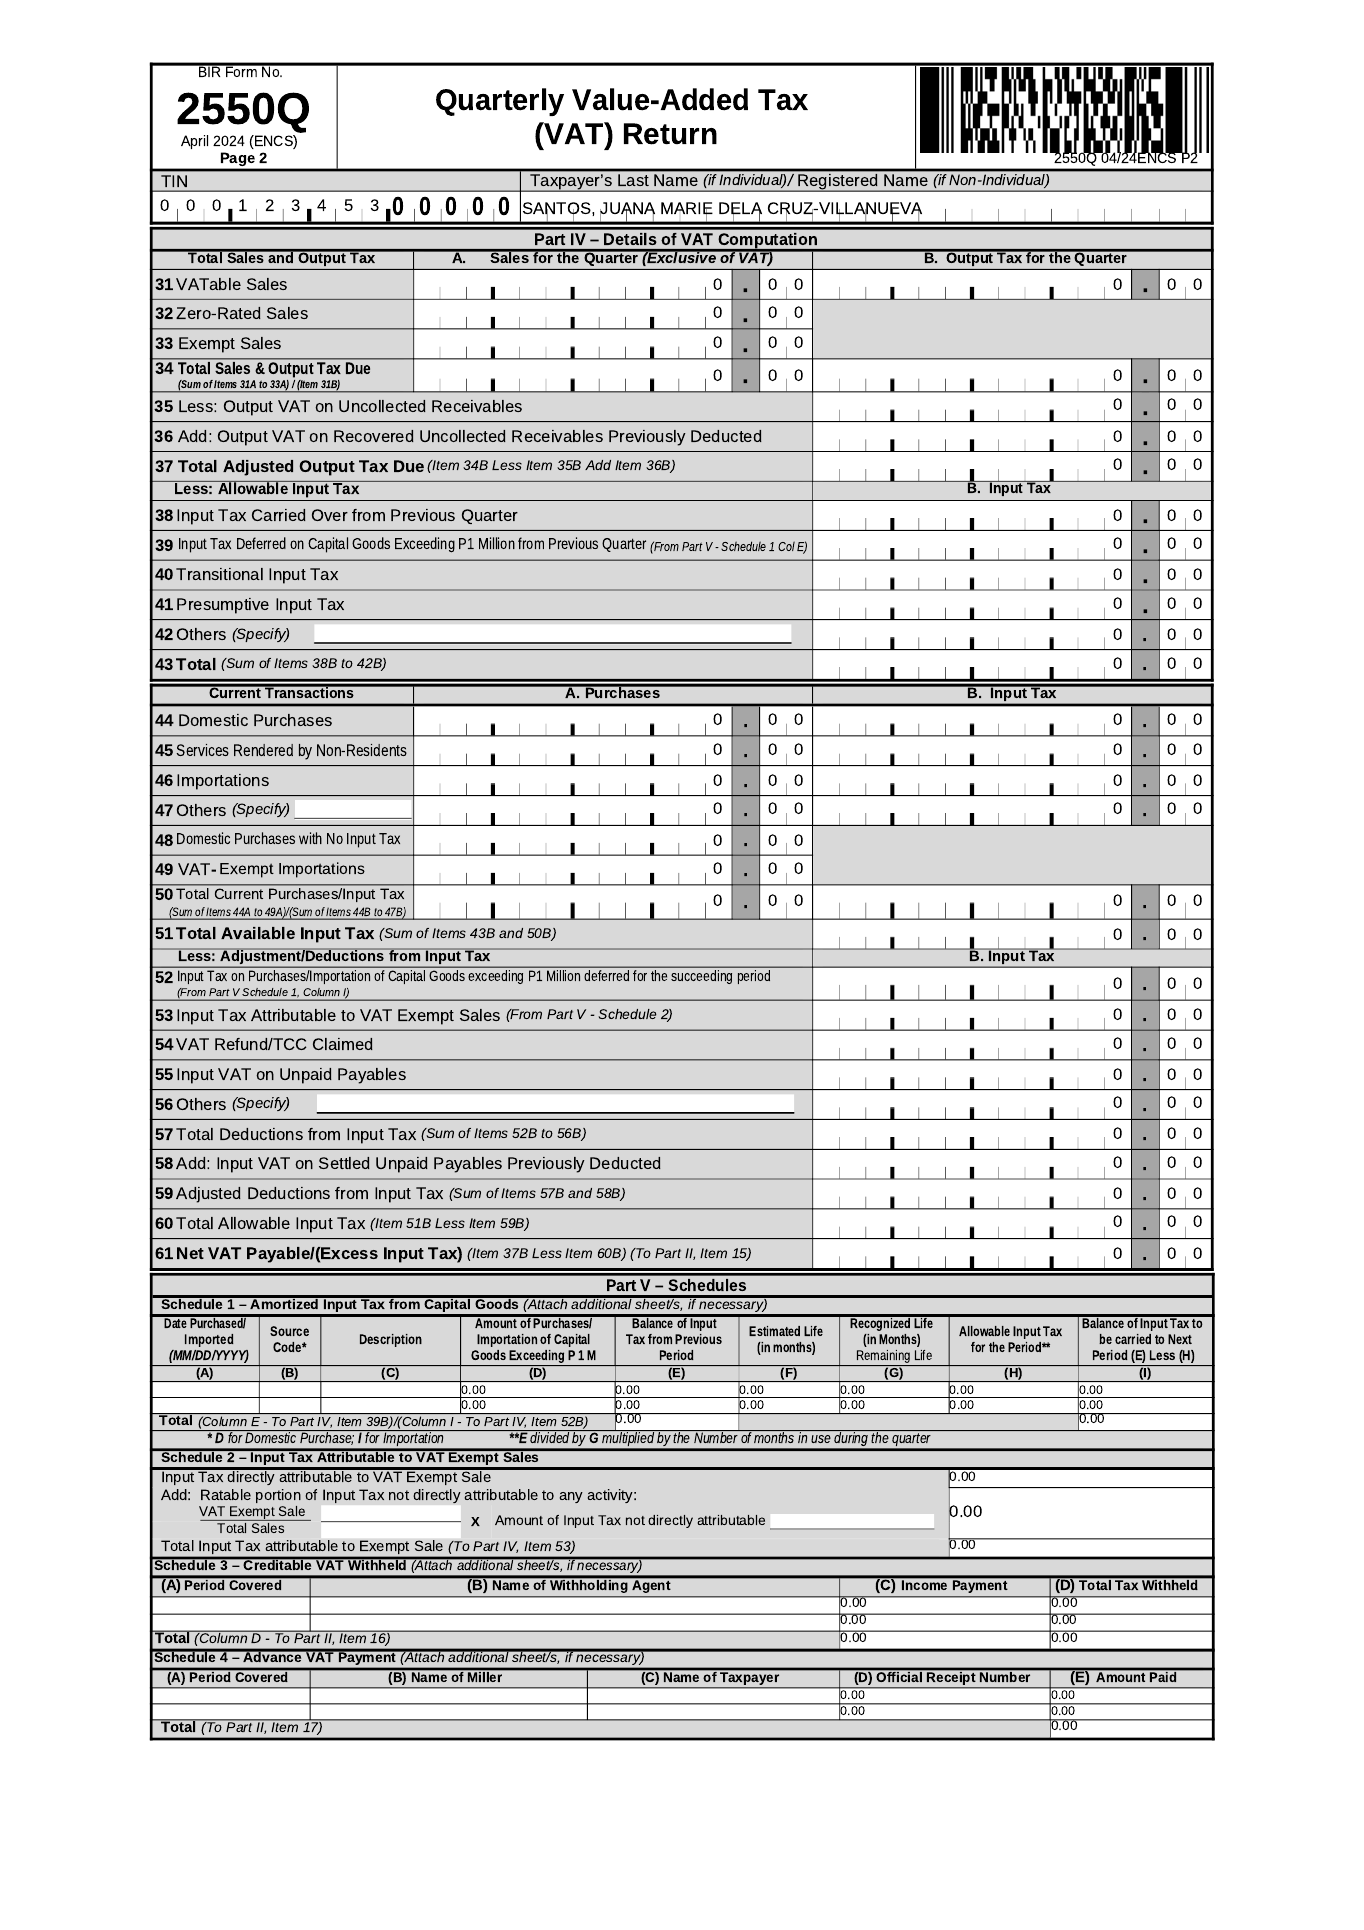 BIR Form No.
2550Q
April 2024 (ENCS)
Page 2
Quarterly Value-Added Tax
(VAT) Return
2550Q 04/24ENCS P2
TIN
Taxpayer's Last Name (if Individual)/ Registered Name (if Non-Individual)
0 0 0 1 2 3 4 5 3 0 0 0 0 0 SANTOS, JUANA MARIE DELA CRUZ-VILLANUEVA
Part IV – Details of VAT Computation
Total Sales and Output Tax A. Sales for the Quarter (Exclusive of VAT) B. Output Tax for the Quarter
31 VATable Sales 0 . 0 0 0 . 0 0
32 Zero-Rated Sales 0 . 0 0
33 Exempt Sales 0 . 0 0
34 Total Sales & Output Tax Due 0 . 0 0 0 . 0 0
(Sum of Items 31A to 33A) / (Item 31B)
35 Less: Output VAT on Uncollected Receivables 0 . 0 0
36 Add: Output VAT on Recovered Uncollected Receivables Previously Deducted 0 . 0 0
37 Total Adjusted Output Tax Due (Item 34B Less Item 35B Add Item 36B) 0 . 0 0
Less: Allowable Input Tax B. Input Tax
38 Input Tax Carried Over from Previous Quarter 0 . 0 0
39 Input Tax Deferred on Capital Goods Exceeding P1 Million from Previous Quarter (From Part V - Schedule 1 Col E) 0 . 0 0
40 Transitional Input Tax 0 . 0 0
41 Presumptive Input Tax 0 . 0 0
42 Others (Specify) 0 . 0 0
43 Total (Sum of Items 38B to 42B) 0 . 0 0
Current Transactions A. Purchases B. Input Tax
44 Domestic Purchases 0 . 0 0 0 . 0 0
45 Services Rendered by Non-Residents 0 . 0 0 0 . 0 0
46 Importations 0 . 0 0 0 . 0 0
47 Others (Specify) 0 . 0 0 0 . 0 0
48 Domestic Purchases with No Input Tax 0 . 0 0
49 VAT-Exempt Importations 0 . 0 0
50 Total Current Purchases/Input Tax 0 . 0 0 0 . 0 0
(Sum of Items 44A to 49A)/(Sum of Items 44B to 47B)
51 Total Available Input Tax (Sum of Items 43B and 50B) 0 . 0 0
Less: Adjustment/Deductions from Input Tax B. Input Tax
52 Input Tax on Purchases/Importation of Capital Goods exceeding P1 Million deferred for the succeeding period 0 . 0 0
(From Part V Schedule 1, Column I)
53 Input Tax Attributable to VAT Exempt Sales (From Part V - Schedule 2) 0 . 0 0
54 VAT Refund/TCC Claimed 0 . 0 0
55 Input VAT on Unpaid Payables 0 . 0 0
56 Others (Specify) 0 . 0 0
57 Total Deductions from Input Tax (Sum of Items 52B to 56B) 0 . 0 0
58 Add: Input VAT on Settled Unpaid Payables Previously Deducted 0 . 0 0
59 Adjusted Deductions from Input Tax (Sum of Items 57B and 58B) 0 . 0 0
60 Total Allowable Input Tax (Item 51B Less Item 59B) 0 . 0 0
61 Net VAT Payable/(Excess Input Tax) (Item 37B Less Item 60B) (To Part II, Item 15) 0 . 0 0
Part V – Schedules
Schedule 1 – Amortized Input Tax from Capital Goods (Attach additional sheet/s, if necessary)
Date Purchased/ Amount of Purchases/ Balance of Input Recognized Life Balance of Input Tax to
Imported Source Description Importation of Capital Tax from Previous Estimated Life (in Months) Allowable Input Tax be carried to Next
(MM/DD/YYYY) Code* Goods Exceeding P 1 M Period (in months) Remaining Life for the Period** Period (E) Less (H)
(A) (B) (C) (D) (E) (F) (G) (H) (I)
0.00 0.00 0.00 0.00 0.00 0.00
0.00 0.00 0.00 0.00 0.00 0.00
Total (Column E - To Part IV, Item 39B)/(Column I - To Part IV, Item 52B) 0.00 0.00
* D for Domestic Purchase; I for Importation **E divided by G multiplied by the Number of months in use during the quarter
Schedule 2 – Input Tax Attributable to VAT Exempt Sales
Input Tax directly attributable to VAT Exempt Sale 0.00
Add: Ratable portion of Input Tax not directly attributable to any activity:
VAT Exempt Sale x Amount of Input Tax not directly attributable 0.00
Total Sales
Total Input Tax attributable to Exempt Sale (To Part IV, Item 53) 0.00
Schedule 3 – Creditable VAT Withheld (Attach additional sheet/s, if necessary)
(A) Period Covered (B) Name of Withholding Agent (C) Income Payment (D) Total Tax Withheld
0.00 0.00
0.00 0.00
Total (Column D - To Part II, Item 16) 0.00 0.00
Schedule 4 – Advance VAT Payment (Attach additional sheet/s, if necessary)
(A) Period Covered (B) Name of Miller (C) Name of Taxpayer (D) Official Receipt Number (E) Amount Paid
0.00 0.00
0.00 0.00
Total (To Part II, Item 17) 0.00